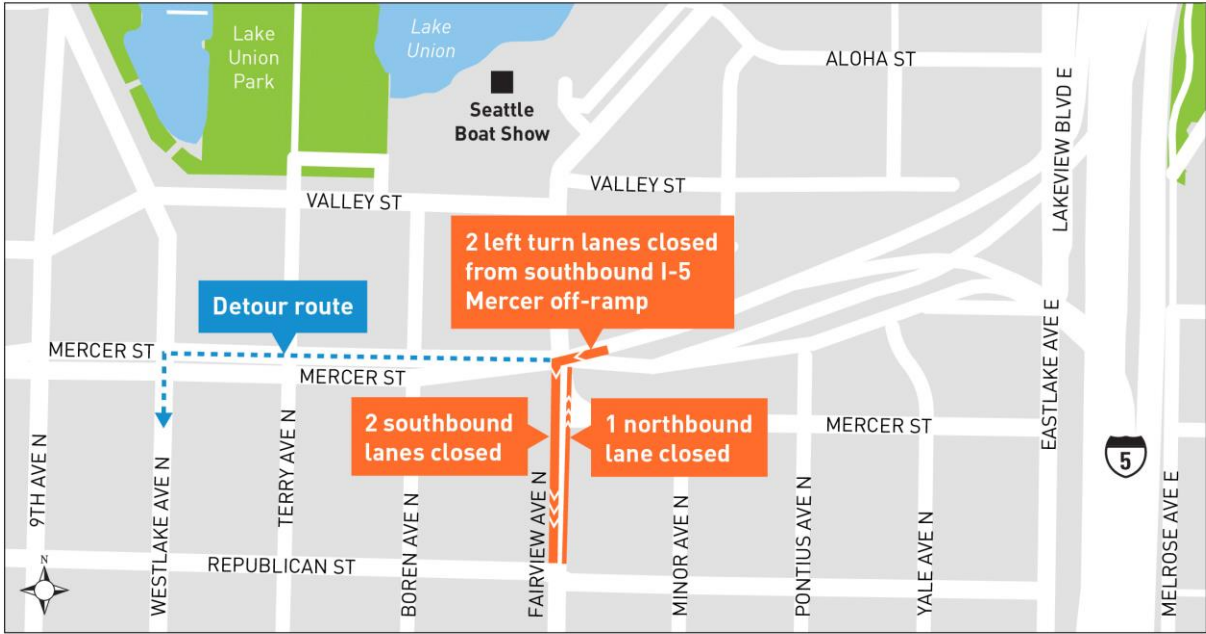 Lake
Union
Park
Lake
Union
Seattle
Boat Show
ALOHA ST
LAKEVIEW BLVD E
VALLEY ST
VALLEY ST
2 left turn lanes closed
from southbound I-5
Mercer off-ramp
Detour route
MERCER ST
MERCER ST
2 southbound
lanes closed
1 northbound
lane closed
MERCER ST
EASTLAKE AVE E
5
9TH AVE N
WESTLAKE AVE N
TERRY AVE N
BOREN AVE N
FAIRVIEW AVE N
MINOR AVE N
PONTIUS AVE N
YALE AVE N
MELROSE AVE E
REPUBLICAN ST
N